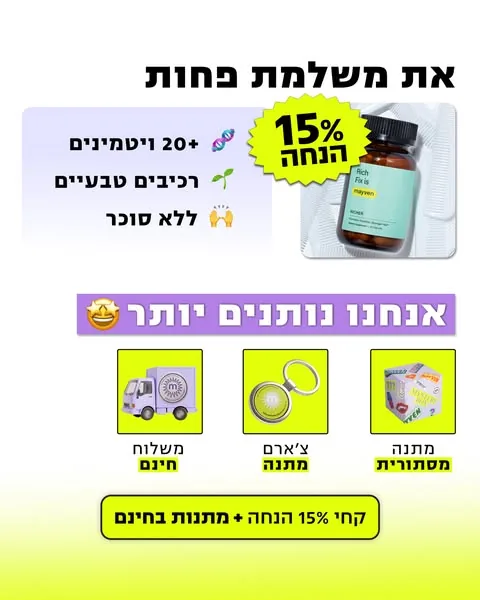 את משלמת פחות
15%
הנחה
20+ ויטמינים
רכיבים טבעיים
ללא סוכר
Rich
Fix is
mayven
RICHER
אנחנו נותנים יותר
מתנה
מסתורית
צ'ארם
מתנה
משלוח
חינם
קחי 15% הנחה + מתנות בחינם